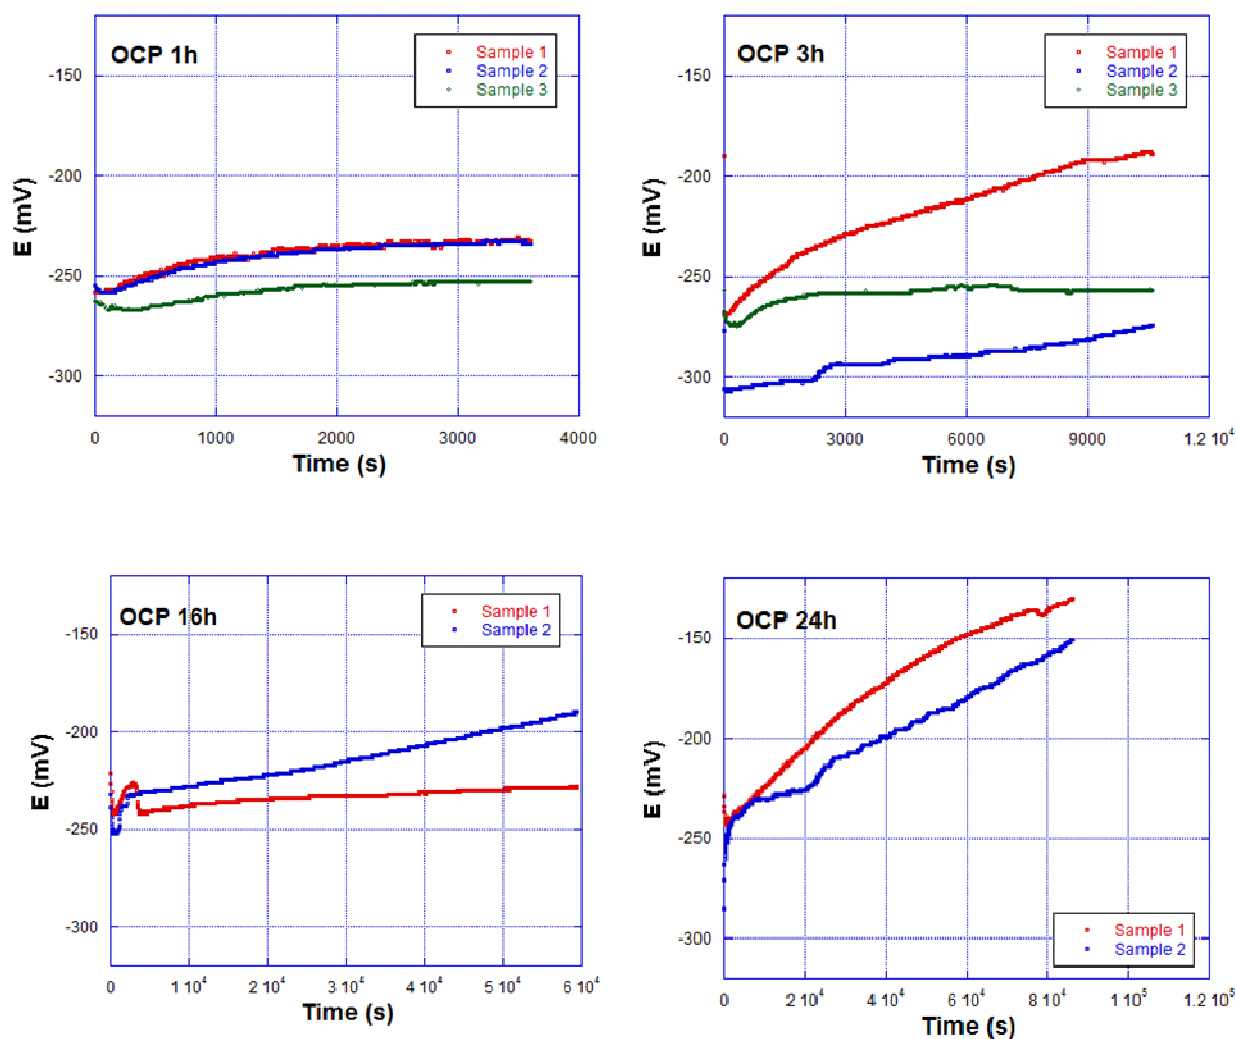 OCP 1h
Sample 1
Sample 2
Sample 3
-150
-200
-250
-300
E (mV)
0 1000 2000 3000 4000
Time (s)
OCP 3h
Sample 1
Sample 2
Sample 3
-150
-200
-250
-300
E (mV)
0 3000 6000 9000 1.2 10⁴
Time (s)
OCP 16h
Sample 1
Sample 2
-150
-200
-250
-300
E (mV)
0 1 10⁴ 2 10⁴ 3 10⁴ 4 10⁴ 5 10⁴ 6 10⁴
Time (s)
OCP 24h
-150
-200
-250
-300
E (mV)
Sample 1
Sample 2
0 2 10⁴ 4 10⁴ 6 10⁴ 8 10⁴ 1 10⁵ 1.2 10⁵
Time (s)